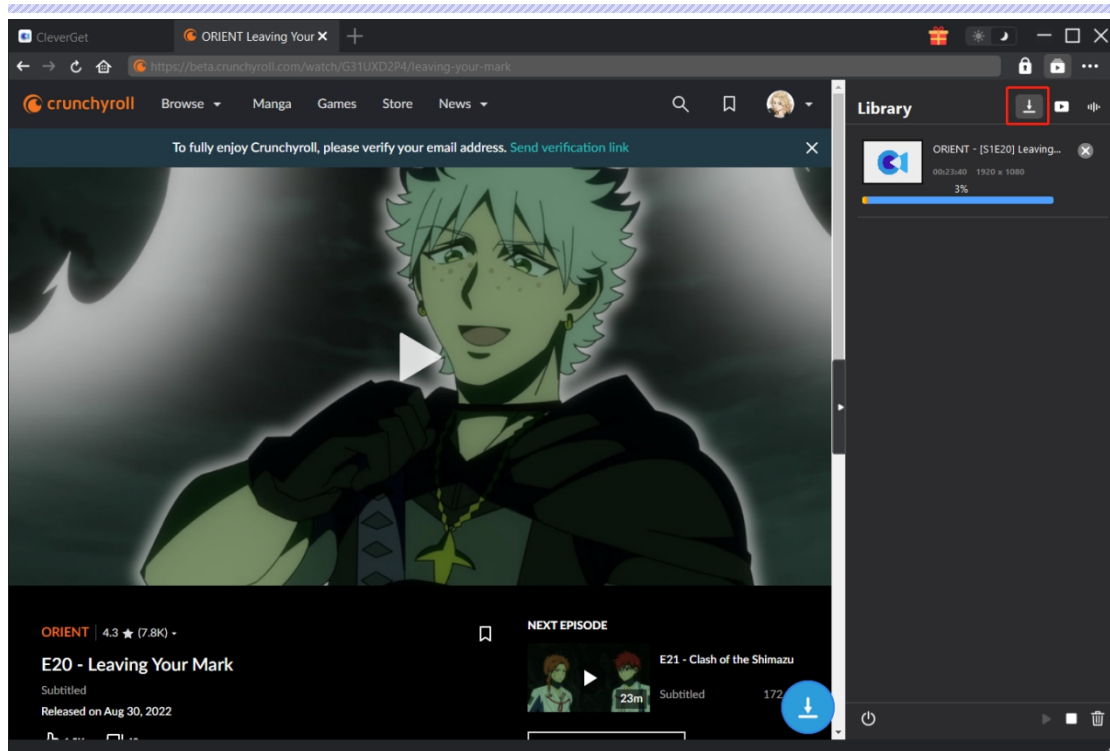 CleverGet
ORIENT Leaving Your
https://beta.crunchyroll.com/watch/G31UXD2P4/leaving-your-mark
crunchyroll Browse Manga Games Store News
To fully enjoy Crunchyroll, please verify your email address. Send verification link
ORIENT 4.3 ★ (7.8K)
E20 - Leaving Your Mark
Subtitled
Released on Aug 30, 2022
NEXT EPISODE
E21 - Clash of the Shimazu
23m
Subtitled 172
Library
ORIENT - [S1E20] Leaving...
00:23:40 1920 x 1080
3%